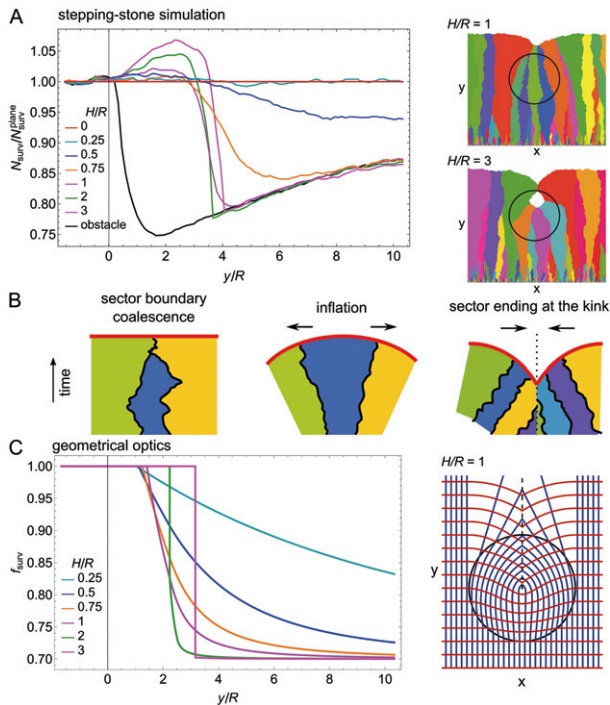 A stepping-stone simulation
N_surv/N_surv^plane
1.05
1.00
0.95
0.90
0.85
0.80
0.75
H/R
0
0.25
0.5
0.75
1
2
3
obstacle
0 2 4 6 8 10
y/R
H/R = 1
y
x
H/R = 3
y
x
B
sector boundary
coalescence
inflation
sector ending at the kink
time
C geometrical optics
f_surv
1.00
0.95
0.90
0.85
0.80
0.75
0.70
H/R
0.25
0.5
0.75
1
2
3
0 2 4 6 8 10
y/R
H/R = 1
y
x